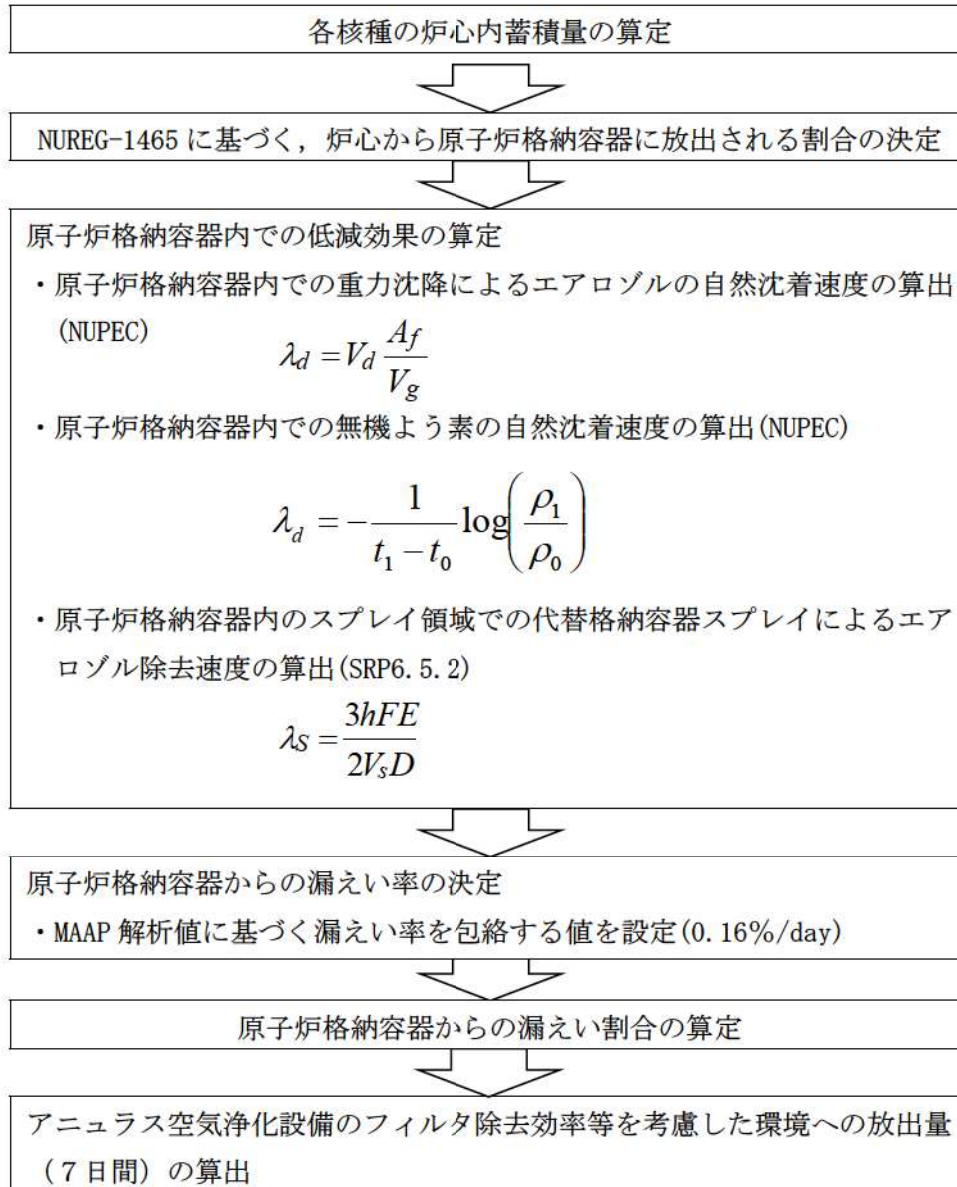 各核種の炉心内蓄積量の算定
NUREG-1465 に基づく，炉心から原子炉格納容器に放出される割合の決定
原子炉格納容器内での低減効果の算定
・原子炉格納容器内での重力沈降によるエアロゾルの自然沈着速度の算出
(NUPEC)
λd = Vd Af/Vg
・原子炉格納容器内での無機よう素の自然沈着速度の算出(NUPEC)
λd = −1/(t1−t0) log(ρ1/ρ0)
・原子炉格納容器内のスプレイ領域での代替格納容器スプレイによるエア
ロゾル除去速度の算出(SRP6.5.2)
λS = 3hFE/2VsD
原子炉格納容器からの漏えい率の決定
・MAAP 解析値に基づく漏えい率を包絡する値を設定(0.16%/day)
原子炉格納容器からの漏えい割合の算定
アニュラス空気浄化設備のフィルタ除去効率等を考慮した環境への放出量
（７日間）の算出